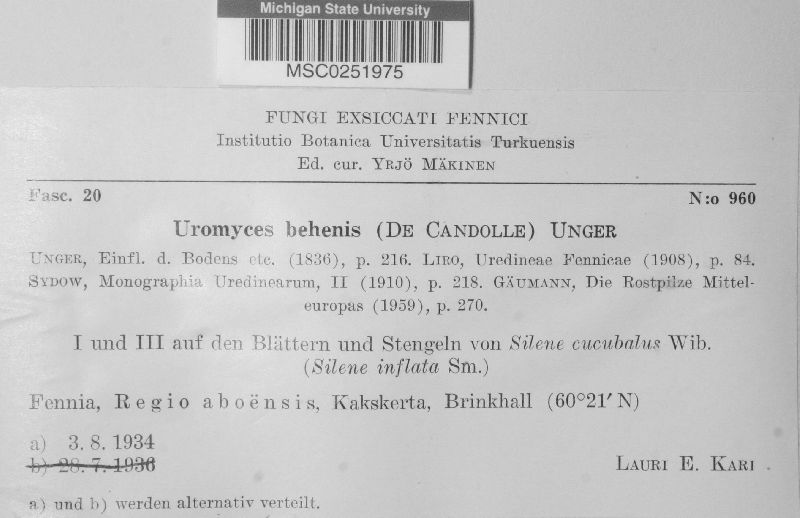 Michigan State University
MSC0251975
FUNGI EXSICCATI FENNICI
Institutio Botanica Universitatis Turkuensis
Ed. cur. YRJÖ MÄKINEN
Fasc. 20 N:o 960
Uromyces behenis (DE CANDOLLE) UNGER
UNGER, Einfl. d. Bodens etc. (1836), p. 216. LIRO, Uredineae Fennicae (1908), p. 84.
SYDOW, Monographia Uredinearum, II (1910), p. 218. GÄUMANN, Die Rostpilze Mittel-
europas (1959), p. 270.
I und III auf den Blättern und Stengeln von Silene cucubalus Wib.
(Silene inflata Sm.)
Fennia, Regio aboënsis, Kakskerta, Brinkhall (60°21′ N)
a) 3. 8. 1934
b) 28. 7. 1936 LAURI E. KARI
a) und b) werden alternativ verteilt.